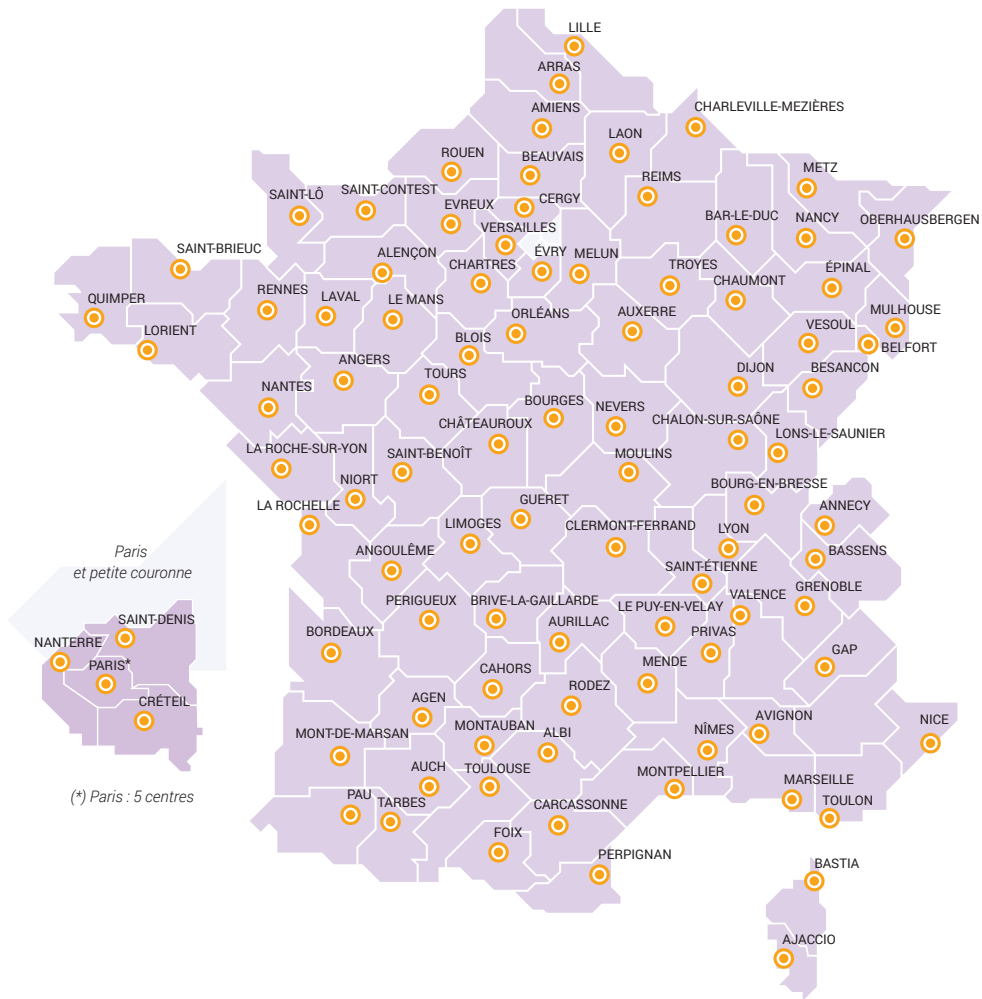 LILLE
ARRAS
AMIENS
CHARLEVILLE-MEZIÈRES
LAON
ROUEN
BEAUVAIS
METZ
REIMS
SAINT-LÔ
SAINT-CONTEST
EVREUX
CERGY
BAR-LE-DUC
NANCY
OBERHAUSBERGEN
VERSAILLES
SAINT-BRIEUC
ALENÇON
ÉVRY
MELUN
CHARTRES
TROYES
CHAUMONT
ÉPINAL
QUIMPER
RENNES
LAVAL
LE MANS
ORLÉANS
AUXERRE
MULHOUSE
LORIENT
BLOIS
VESOUL
BELFORT
ANGERS
TOURS
DIJON
BESANCON
NANTES
BOURGES
NEVERS
CHÂTEAUROUX
CHALON-SUR-SAÔNE
LONS-LE-SAUNIER
LA ROCHE-SUR-YON
SAINT-BENOÎT
MOULINS
NIORT
BOURG-EN-BRESSE
LA ROCHELLE
GUERET
ANNECY
LIMOGES
CLERMONT-FERRAND
LYON
ANGOULÊME
BASSENS
SAINT-ÉTIENNE
GRENOBLE
PERIGUEUX
BRIVE-LA-GAILLARDE
LE PUY-EN-VELAY
VALENCE
AURILLAC
BORDEAUX
PRIVAS
GAP
CAHORS
MENDE
RODEZ
AGEN
MONT-DE-MARSAN
MONTAUBAN
ALBI
NÎMES
AVIGNON
NICE
AUCH
TOULOUSE
MONTPELLIER
MARSEILLE
PAU
TARBES
CARCASSONNE
TOULON
FOIX
PERPIGNAN
BASTIA
AJACCIO
Paris
et petite couronne
SAINT-DENIS
NANTERRE
PARIS*
CRÉTEIL
(*) Paris : 5 centres